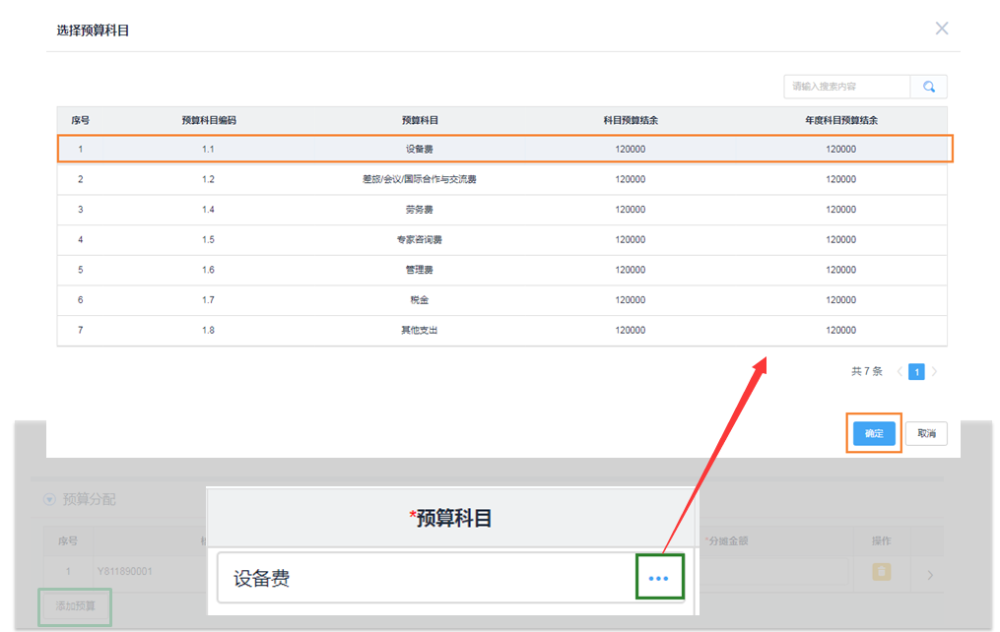 选择预算科目
请输入搜索内容
序号 预算科目编码 预算科目 科目预算结余 年度科目预算结余
1 1.1 设备费 120000 120000
2 1.2 差旅/会议/国际合作与交流费 120000 120000
3 1.4 劳务费 120000 120000
4 1.5 专家咨询费 120000 120000
5 1.6 管理费 120000 120000
6 1.7 税金 120000 120000
7 1.8 其他支出 120000 120000
共 7 条 1
确定 取消
预算分配
*预算科目
序号 *分摊金额 操作
1 Y811890001
设备费 •••
添加预算